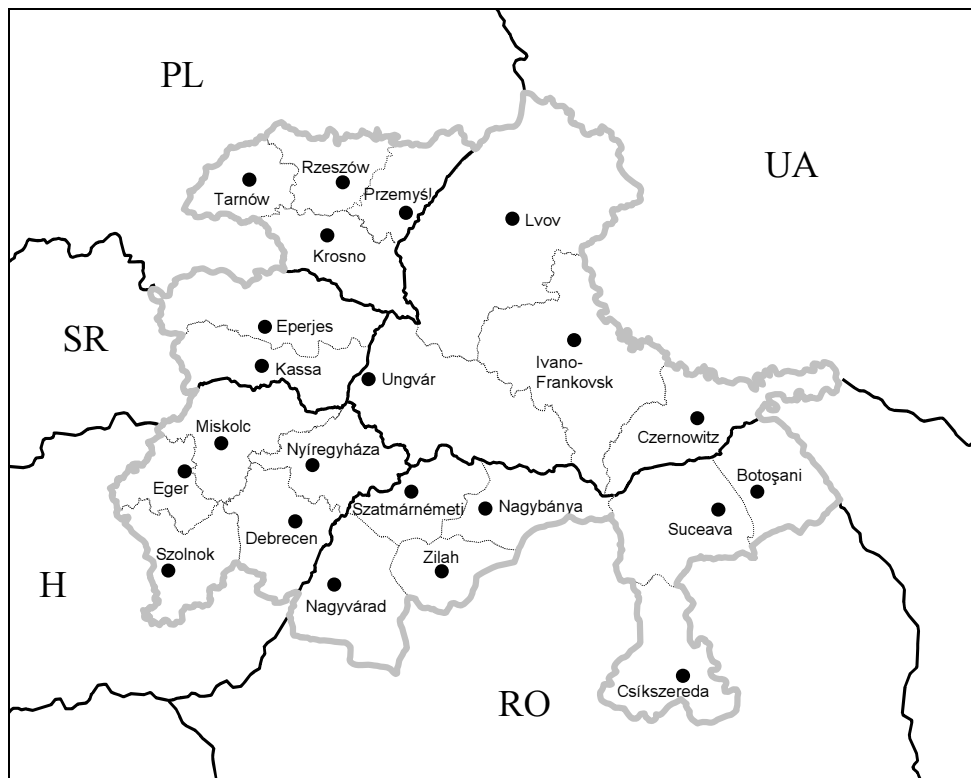 PL
UA
Rzeszów
Tarnów
Przemyśl
Lvov
Krosno
SR
Eperjes
Kassa
Ungvár
Ivano-
Frankovsk
Miskolc
Czernowitz
Nyíregyháza
Eger
Botoşani
Szatmárnémeti
Nagybánya
Suceava
Debrecen
Szolnok
Zilah
H
Nagyvárad
Csíkszereda
RO